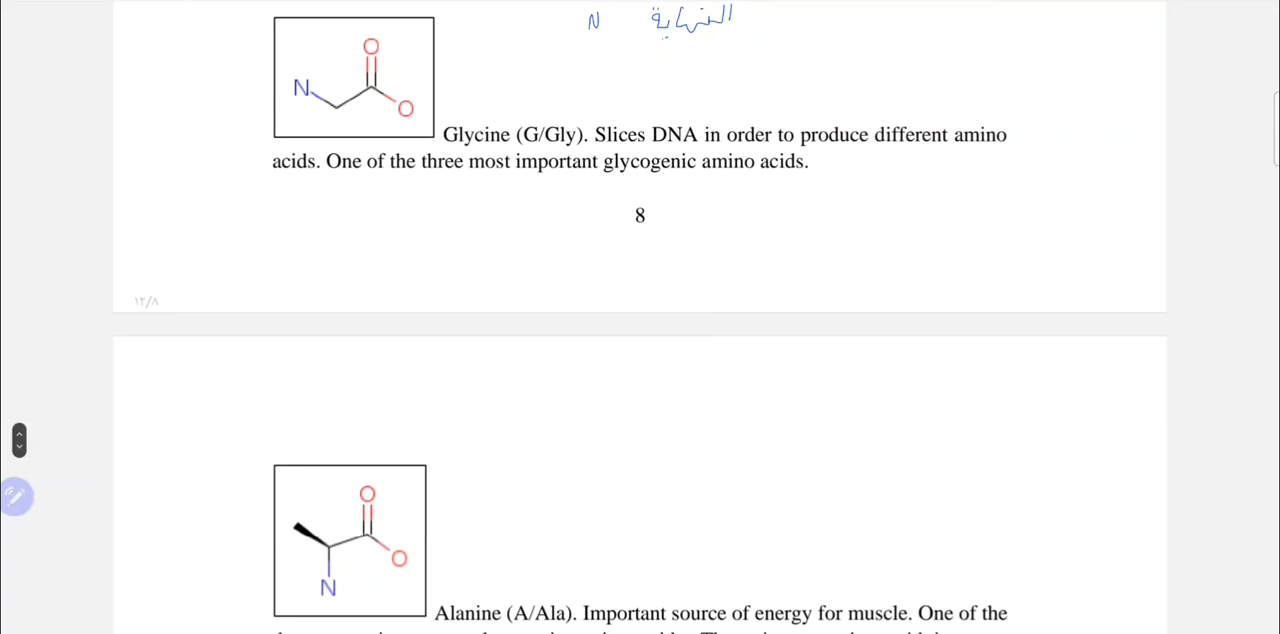 النهاية N
O
N
O
Glycine (G/Gly). Slices DNA in order to produce different amino
acids. One of the three most important glycogenic amino acids.
8
١٢/٨
O
O
N
Alanine (A/Ala). Important source of energy for muscle. One of the